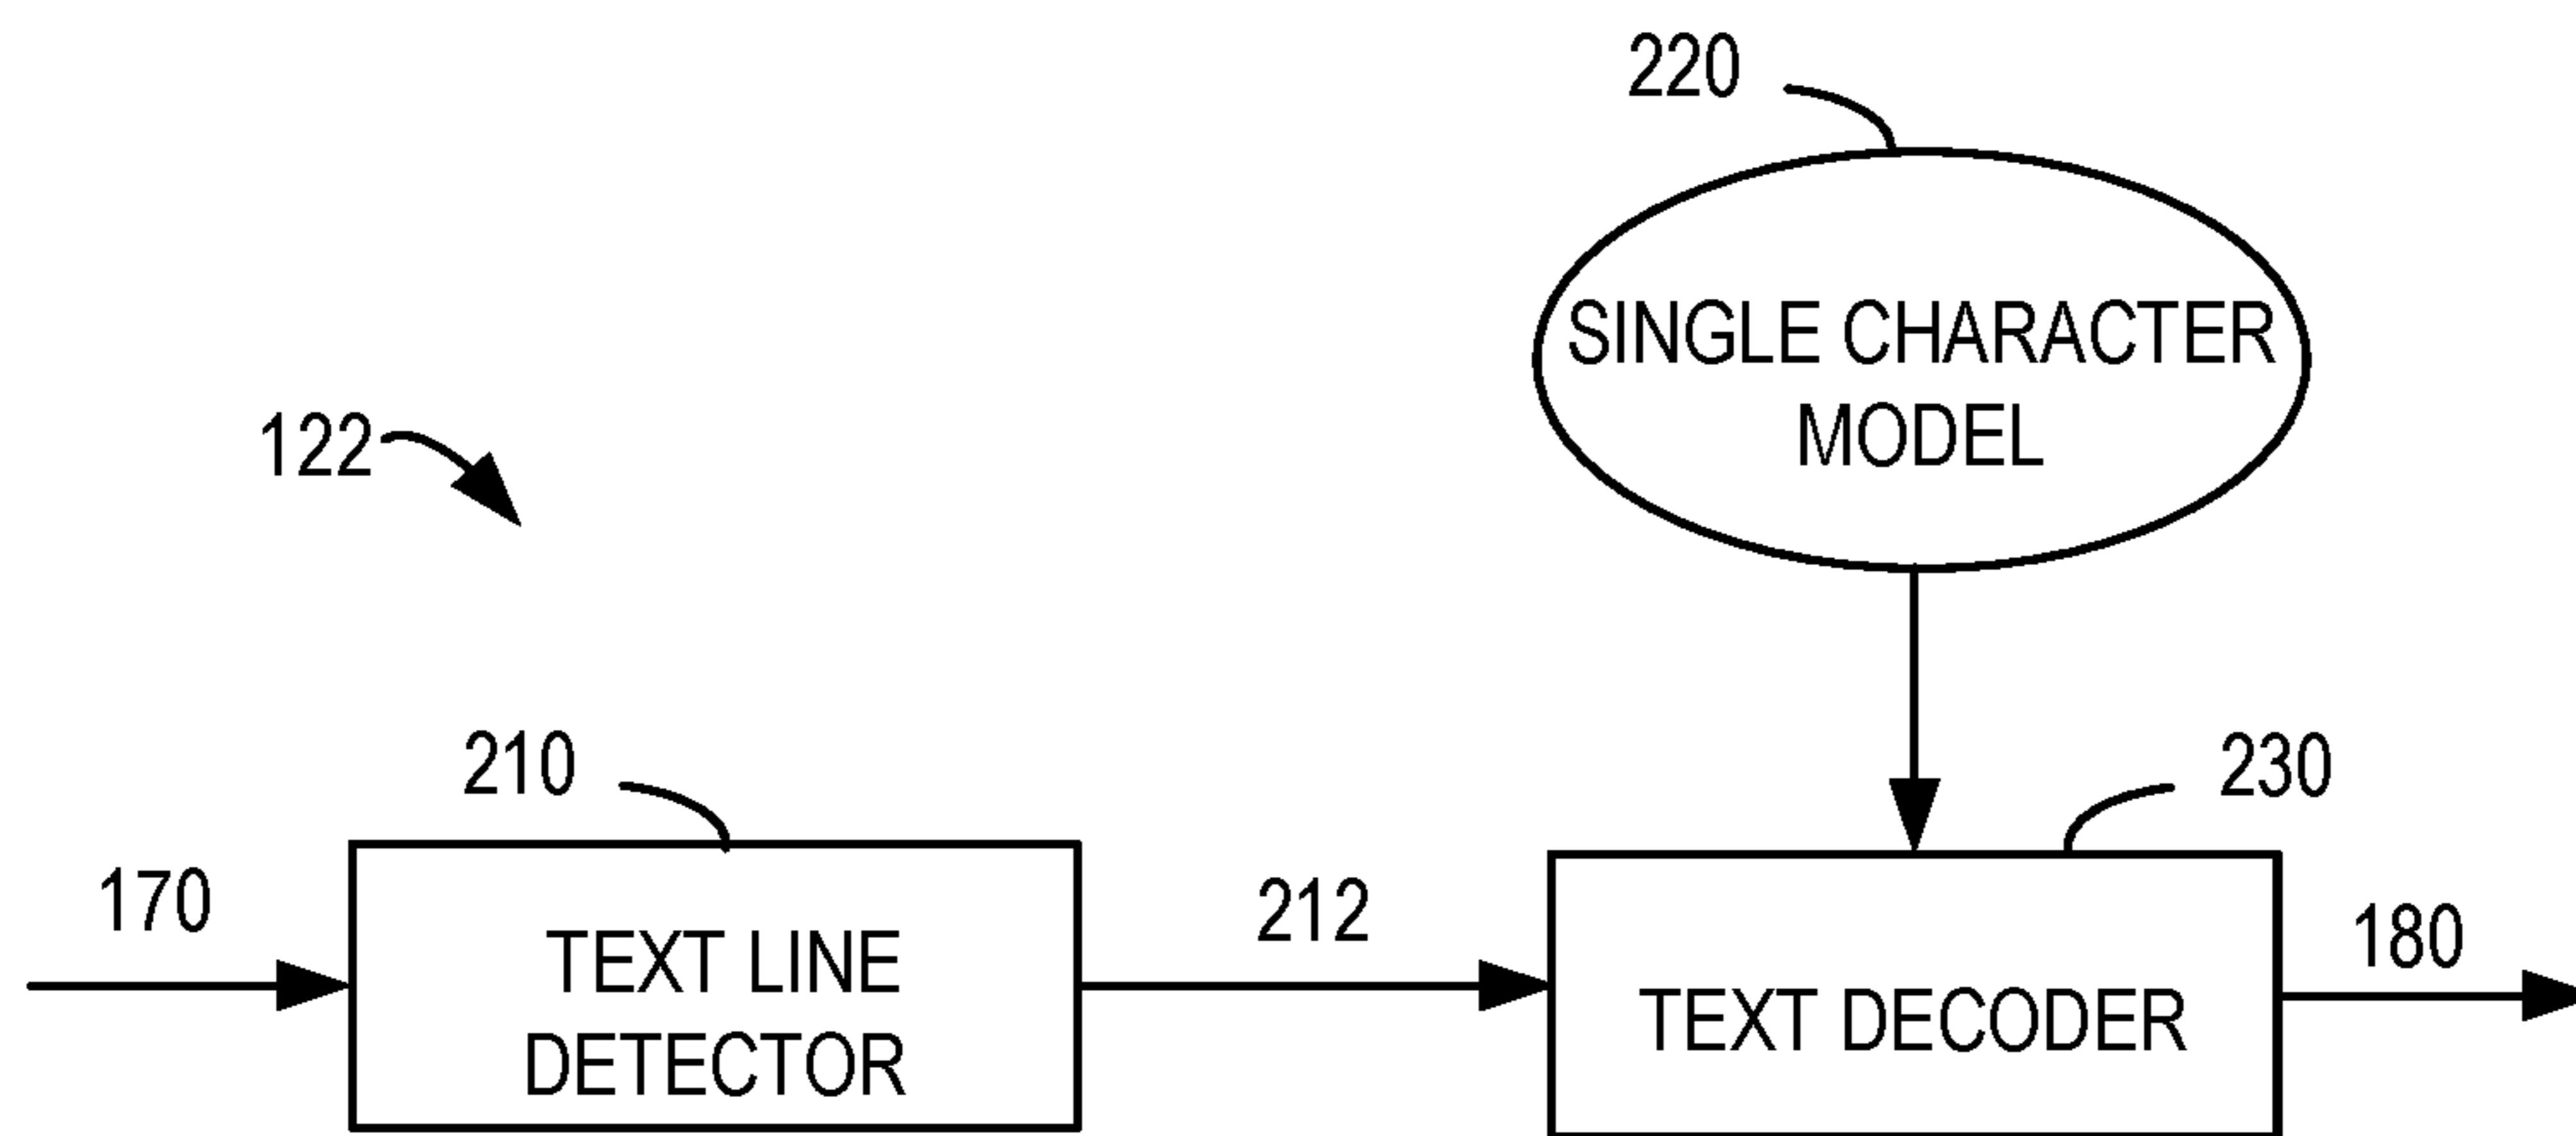 220
SINGLE CHARACTER
MODEL
122
210
230
170
TEXT LINE
DETECTOR
212
TEXT DECODER
180